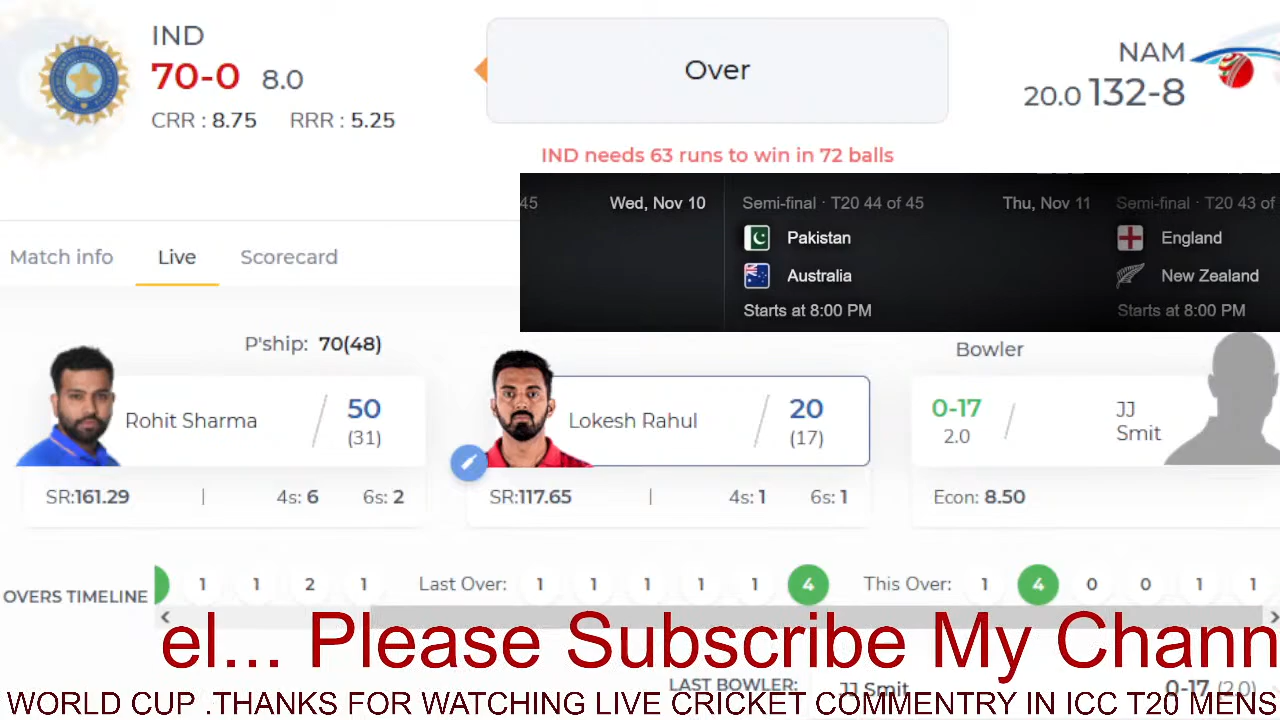 IND
70-0 8.0
CRR : 8.75 RRR : 5.25
Over
NAM
20.0 132-8
IND needs 63 runs to win in 72 balls
45 Wed, Nov 10 Semi-final · T20 44 of 45 Thu, Nov 11 Semi-final · T20 43 of
Pakistan England
Australia New Zealand
Starts at 8:00 PM Starts at 8:00 PM
Match info Live Scorecard
P'ship: 70(48)
Bowler
Rohit Sharma 50 (31)
Lokesh Rahul 20 (17)
0-17 2.0 JJ Smit
SR:161.29 | 4s: 6 6s: 2
SR:117.65 | 4s: 1 6s: 1
Econ: 8.50
OVERS TIMELINE 1 1 2 1 Last Over: 1 1 1 1 1 4 This Over: 1 4 0 0 1 1
el... Please Subscribe My Chann
LAST BOWLER: JJ Smit 0-17 (2.0)
WORLD CUP .THANKS FOR WATCHING LIVE CRICKET COMMENTRY IN ICC T20 MENS